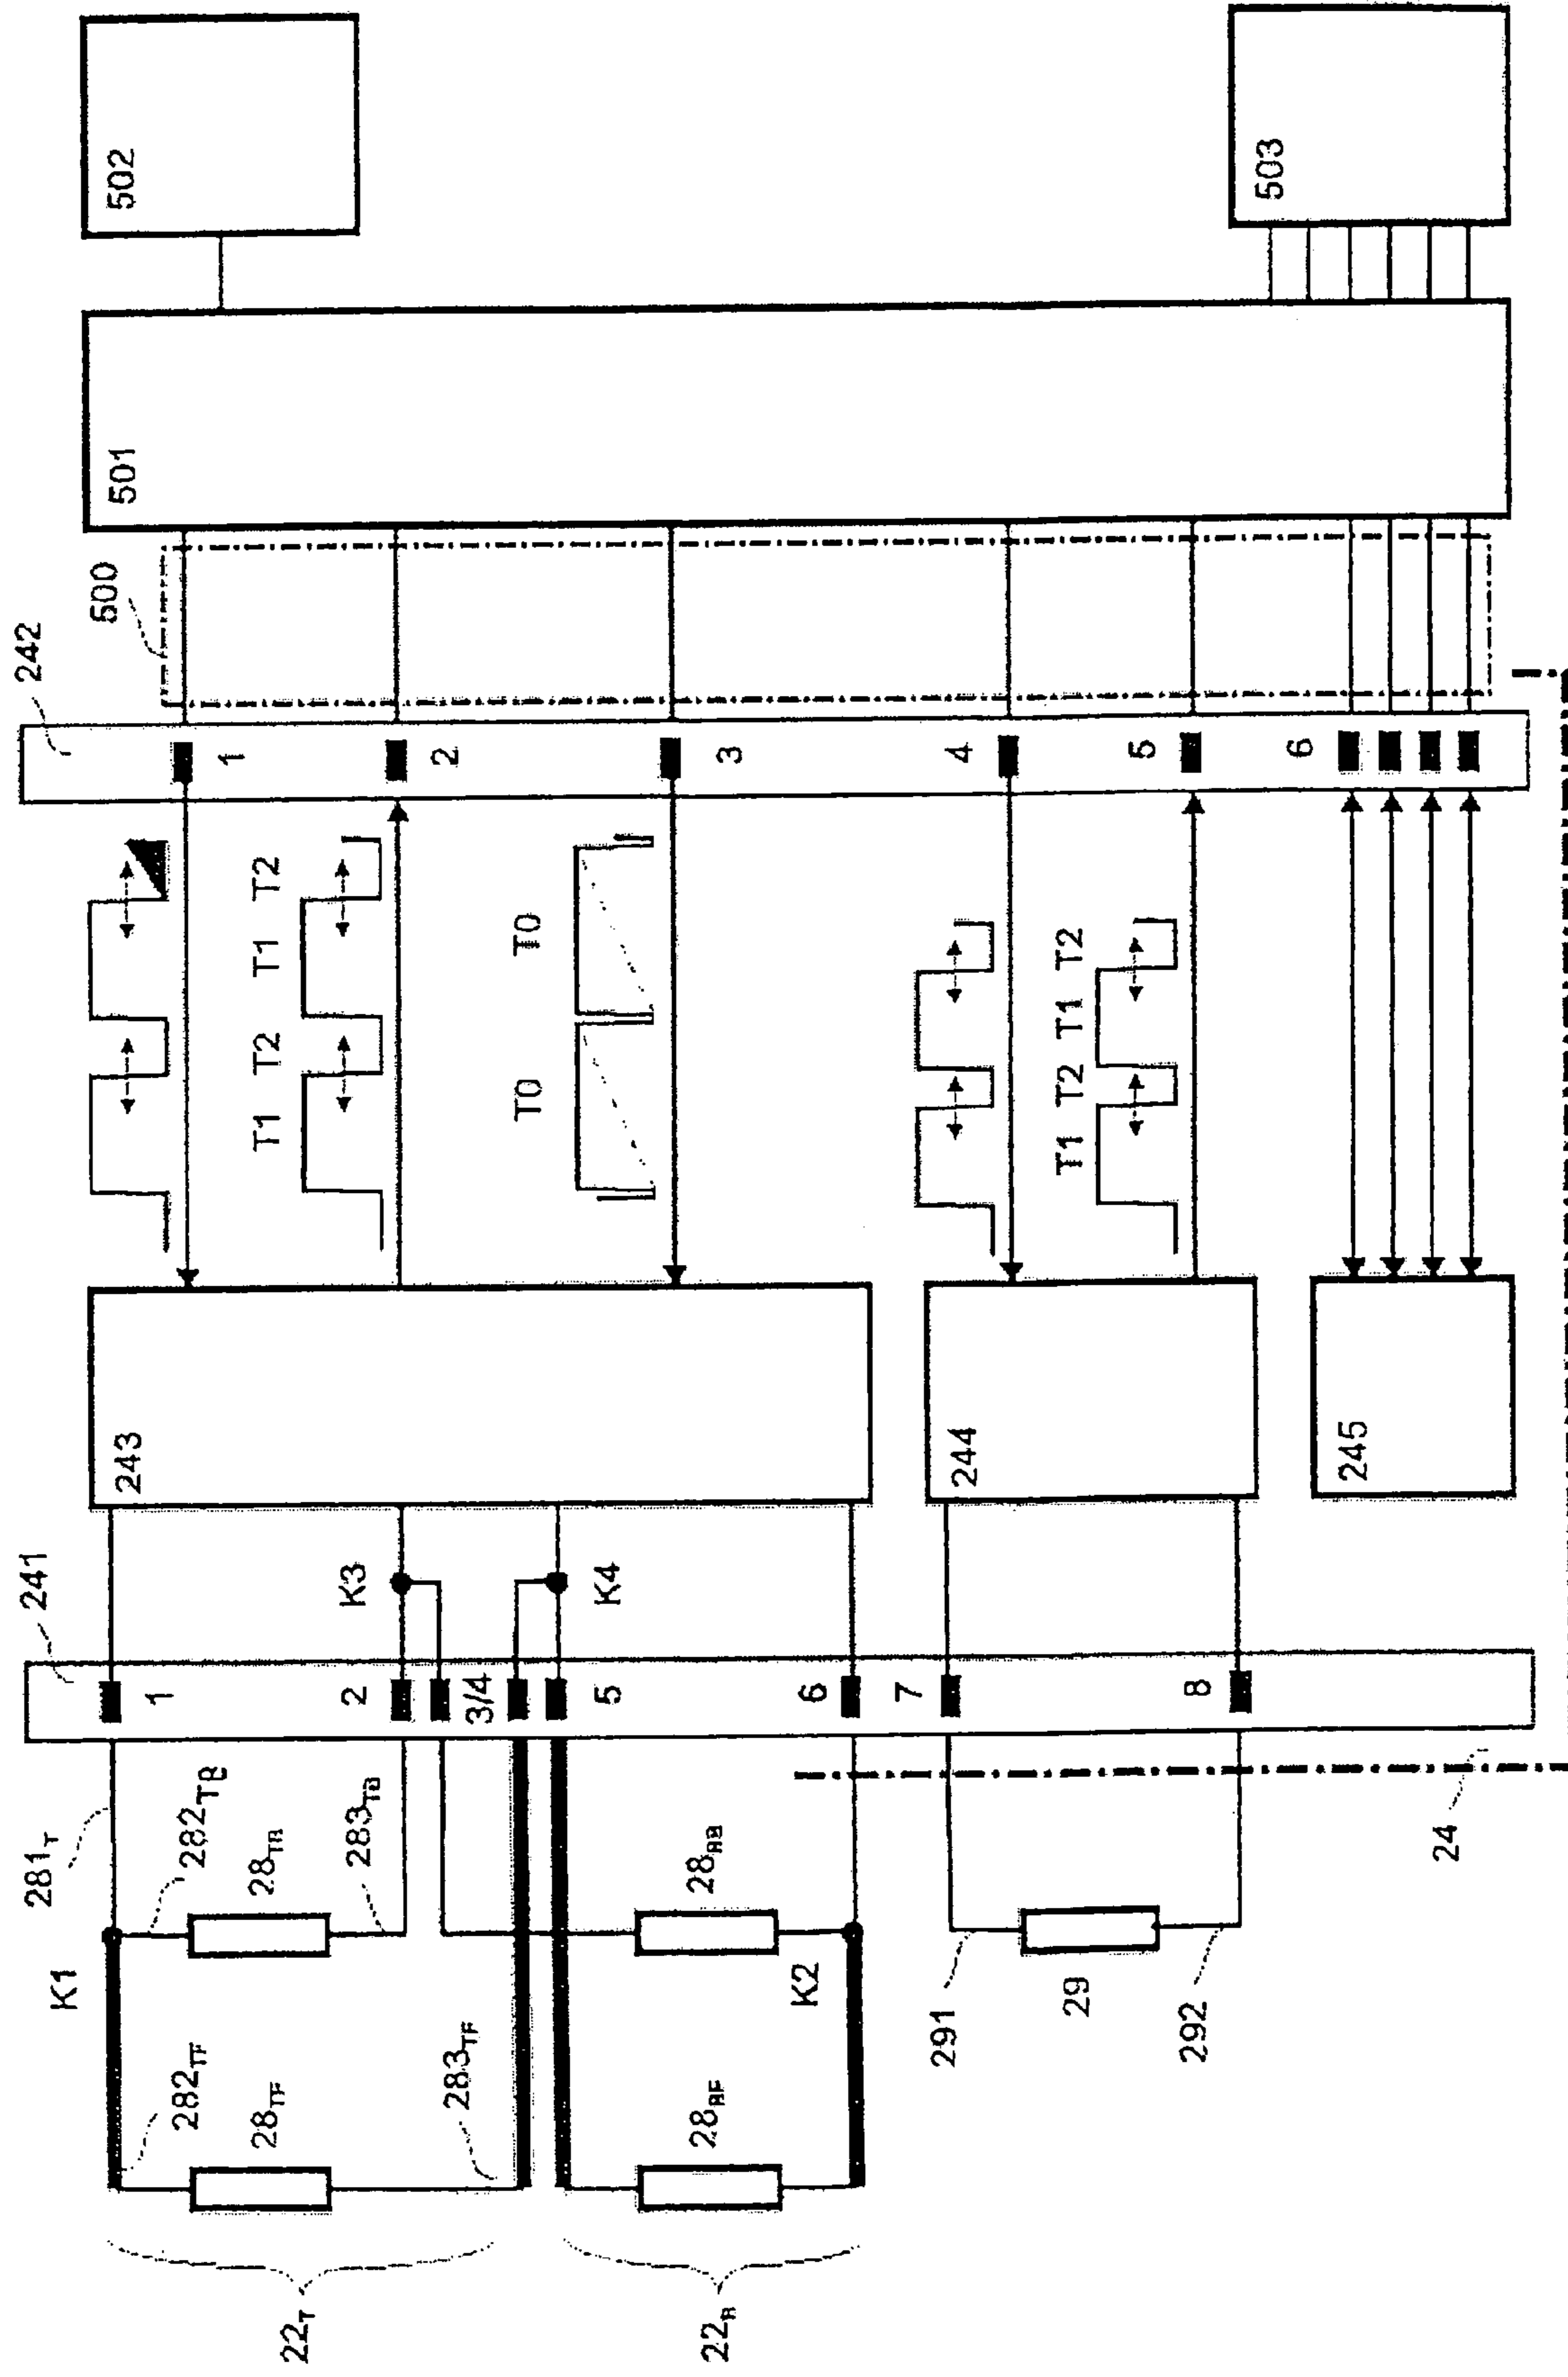 502
503
501
500
242
1
2
3
4
5
6
T1 T2 T1 T2
T0 T0
T1 T2 T1 T2
243
244
245
241
K3
K4
1
2
3/4
5
6
7
8
281T
282TB
28TB
283TB
K1
282TF
28TF
283TF
28RB
K2
28RF
291
29
292
24
22T
22R